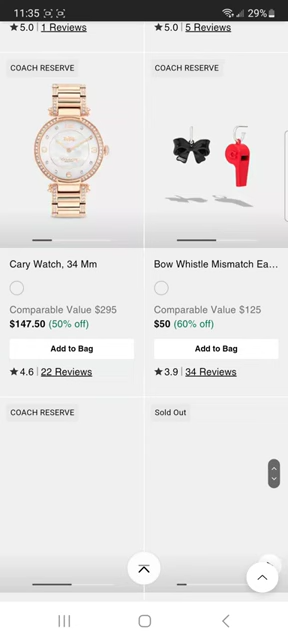 11:35 29%
★5.0 | 1 Reviews
★5.0 | 5 Reviews
COACH RESERVE
COACH RESERVE
Cary Watch, 34 Mm
Comparable Value $295
$147.50 (50% off)
Add to Bag
★4.6 | 22 Reviews
Bow Whistle Mismatch Ea...
Comparable Value $125
$50 (60% off)
Add to Bag
★3.9 | 34 Reviews
COACH RESERVE
Sold Out